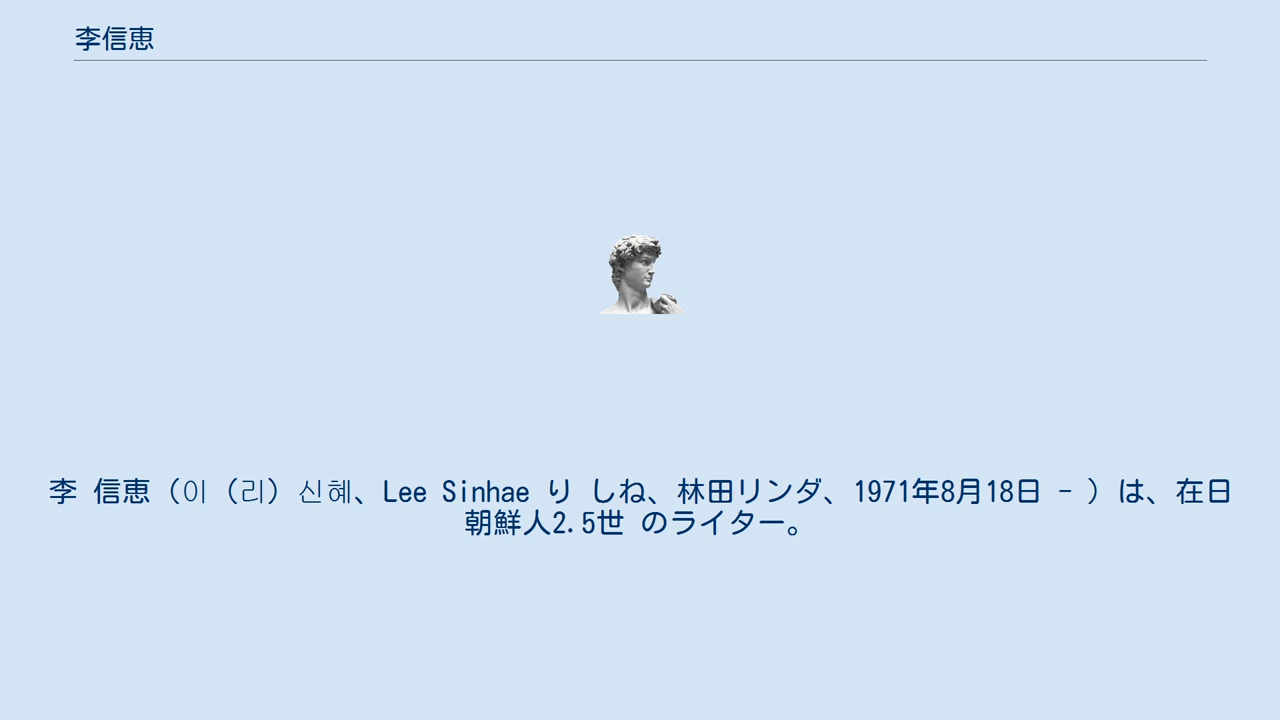 李信恵
李 信恵（이（리）신혜、Lee Sinhae り しね、林田リンダ、1971年8月18日 - ）は、在日
朝鮮人2.5世 のライター。